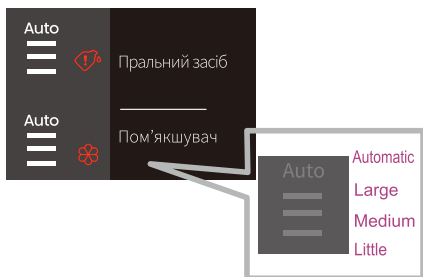 Auto
Пральний засіб
Auto
Пом’якшувач
Auto
Automatic
Large
Medium
Little